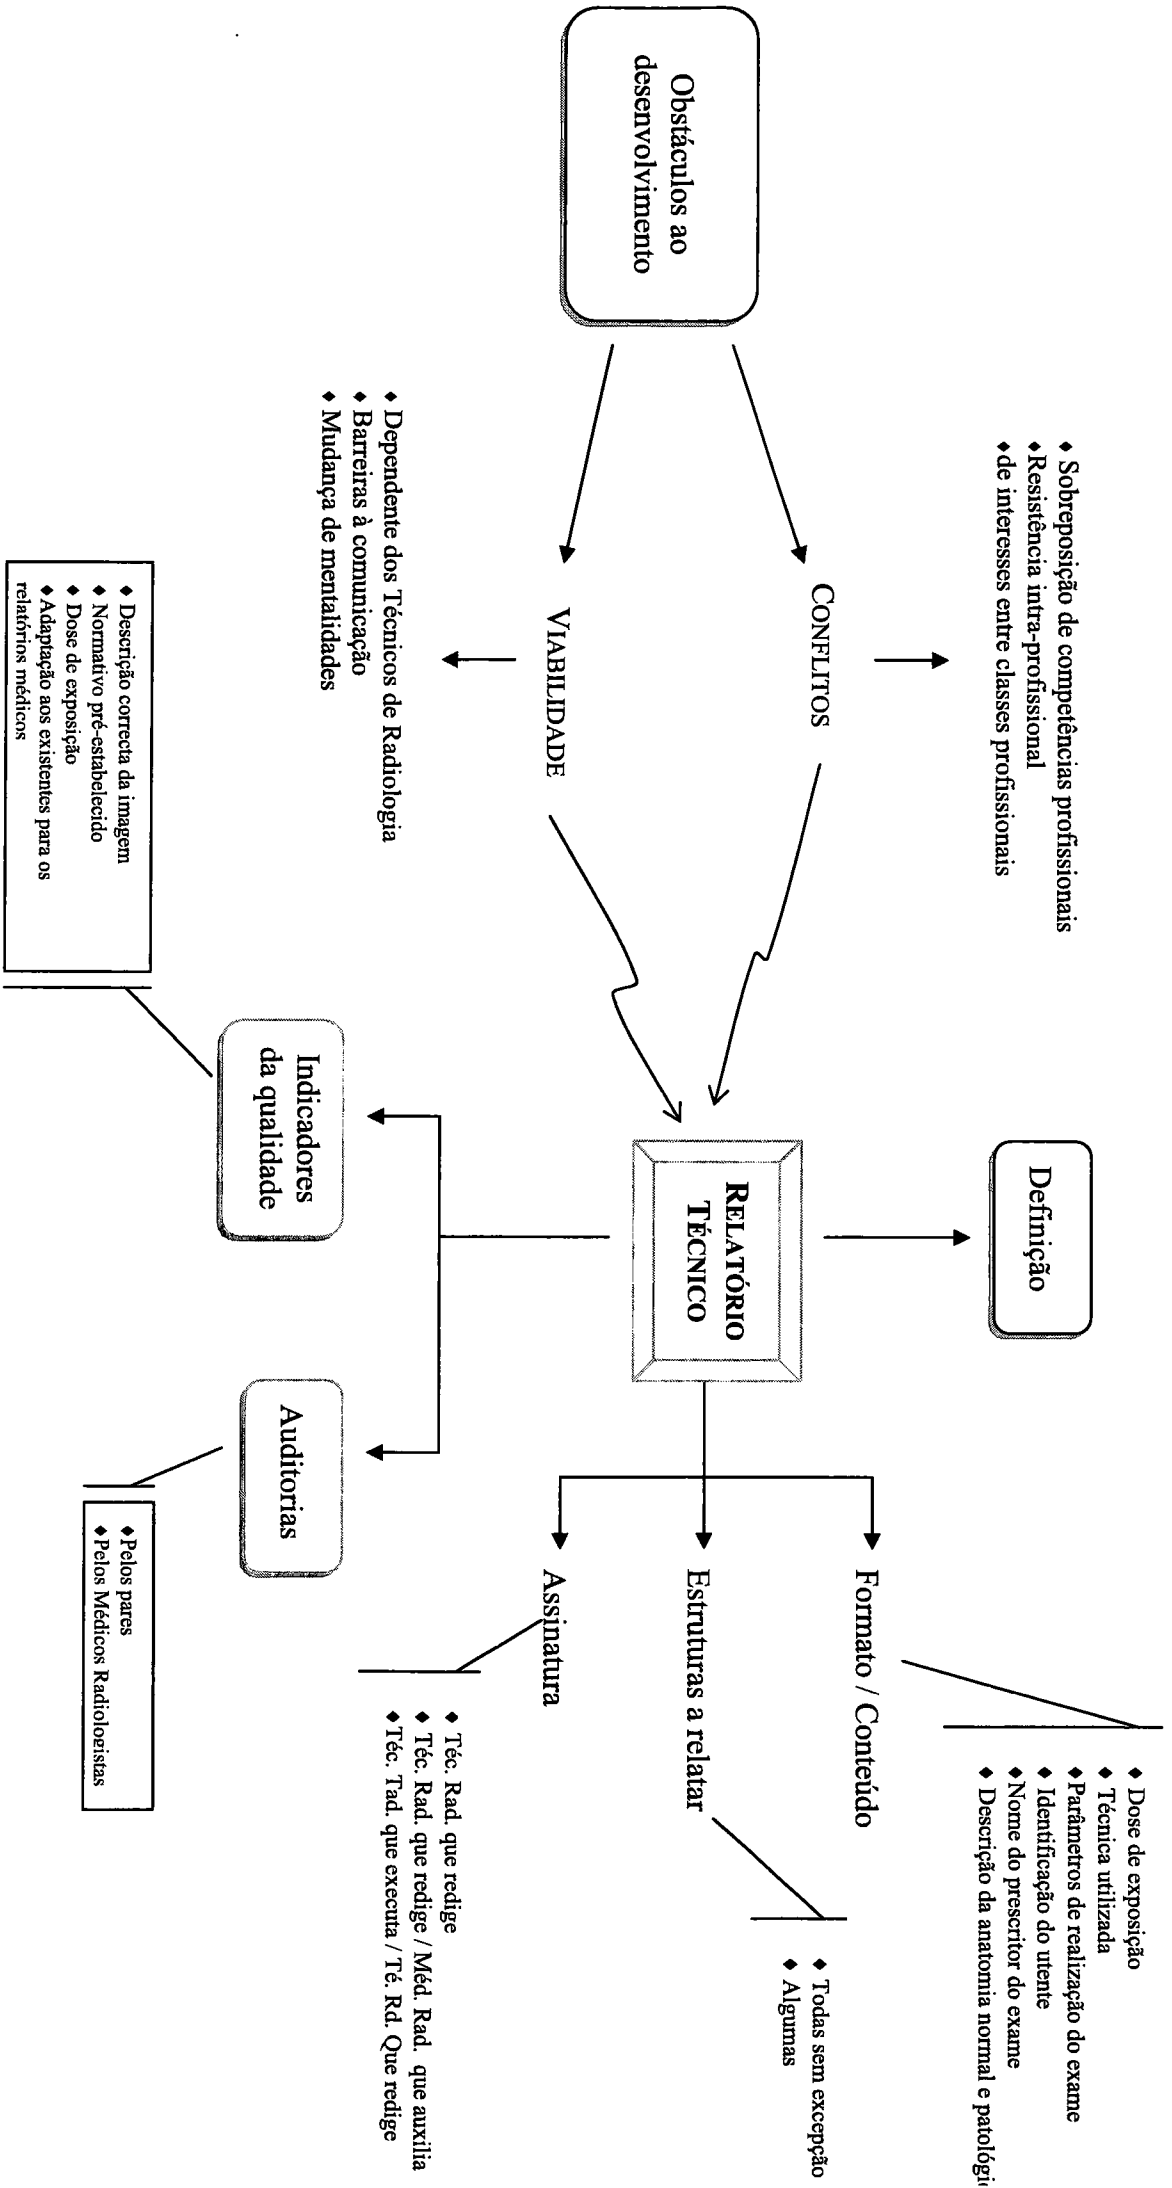 Obstáculos ao
desenvolvimento
♦ Sobreposição de competências profissionais
♦ Resistência intra-profissional
♦ de interesses entre classes profissionais
CONFLITOS
VIABILIDADE
♦ Dependente dos Técnicos de Radiologia
♦ Barreiras à comunicação
♦ Mudança de mentalidades
Definição
RELATÓRIO
TÉCNICO
Indicadores
da qualidade
♦ Descrição correcta da imagem
♦ Normativo pré-estabelecido
♦ Dose de exposição
♦ Adaptação aos existentes para os
relatórios médicos
Auditorias
♦ Pelos pares
♦ Pelos Médicos Radiologistas
Formato / Conteúdo
♦ Dose de exposição
♦ Técnica utilizada
♦ Parâmetros de realização do exame
♦ Identificação do utente
♦ Nome do prescritor do exame
♦ Descrição da anatomia normal e patológi
Estruturas a relatar
♦ Todas sem excepção
♦ Algumas
Assinatura
♦ Téc. Rad. que redige
♦ Téc. Rad. que redige / Méd. Rad. que auxilia
♦ Téc. Tad. que executa / Té. Rd. Que redige